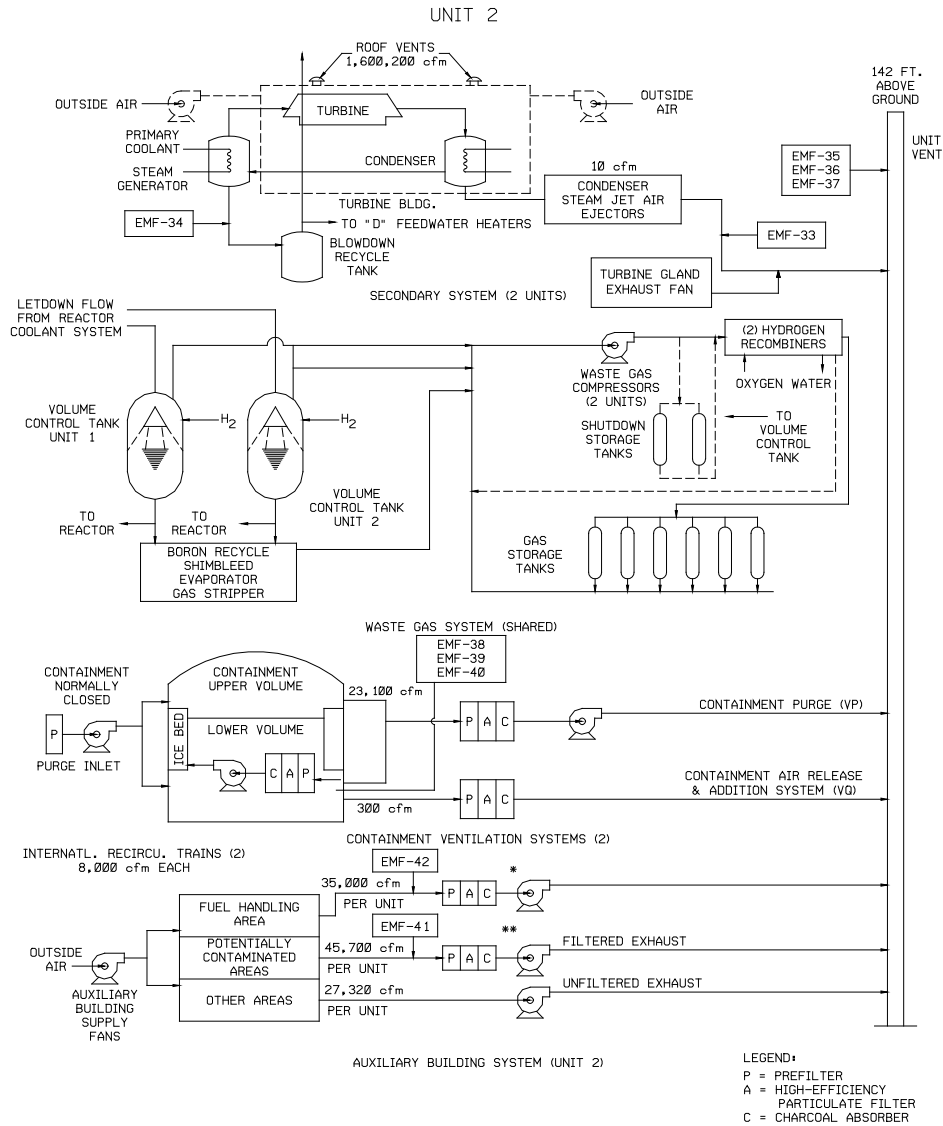 UNIT 2
ROOF VENTS
1,600,200 cfm
142 FT.
ABOVE
GROUND
OUTSIDE AIR
TURBINE
OUTSIDE
AIR
UNIT
VENT
PRIMARY
COOLANT
CONDENSER
EMF-35
EMF-36
EMF-37
STEAM
GENERATOR
10 cfm
CONDENSER
STEAM JET AIR
EJECTORS
TURBINE BLDG.
EMF-34
TO "D" FEEDWATER HEATERS
EMF-33
BLOWDOWN
RECYCLE
TANK
TURBINE GLAND
EXHAUST FAN
SECONDARY SYSTEM (2 UNITS)
LETDOWN FLOW
FROM REACTOR
COOLANT SYSTEM
(2) HYDROGEN
RECOMBINERS
WASTE GAS
COMPRESSORS
(2 UNITS)
OXYGEN WATER
VOLUME
CONTROL TANK
UNIT 1
H2
H2
SHUTDOWN
STORAGE
TANKS
TO
VOLUME
CONTROL
TANK
VOLUME
CONTROL TANK
UNIT 2
TO
REACTOR
TO
REACTOR
BORON RECYCLE
SHIMBLEED
EVAPORATOR
GAS STRIPPER
GAS
STORAGE
TANKS
WASTE GAS SYSTEM (SHARED)
EMF-38
EMF-39
EMF-40
CONTAINMENT
NORMALLY
CLOSED
CONTAINMENT
UPPER VOLUME
23,100 cfm
CONTAINMENT PURGE (VP)
P
ICE BED
LOWER VOLUME
P A C
PURGE INLET
C A P
CONTAINMENT AIR RELEASE
& ADDITION SYSTEM (VQ)
300 cfm
P A C
CONTAINMENT VENTILATION SYSTEMS (2)
INTERNATL. RECIRCU. TRAINS (2)
8,000 cfm EACH
EMF-42
*
35,000 cfm
PER UNIT
P A C
FUEL HANDLING
AREA
EMF-41
**
POTENTIALLY
CONTAMINATED
AREAS
45,700 cfm
PER UNIT
P A C
FILTERED EXHAUST
OUTSIDE
AIR
OTHER AREAS
27,320 cfm
PER UNIT
UNFILTERED EXHAUST
AUXILIARY
BUILDING
SUPPLY
FANS
AUXILIARY BUILDING SYSTEM (UNIT 2)
LEGEND:
P = PREFILTER
A = HIGH-EFFICIENCY
PARTICULATE FILTER
C = CHARCOAL ABSORBER